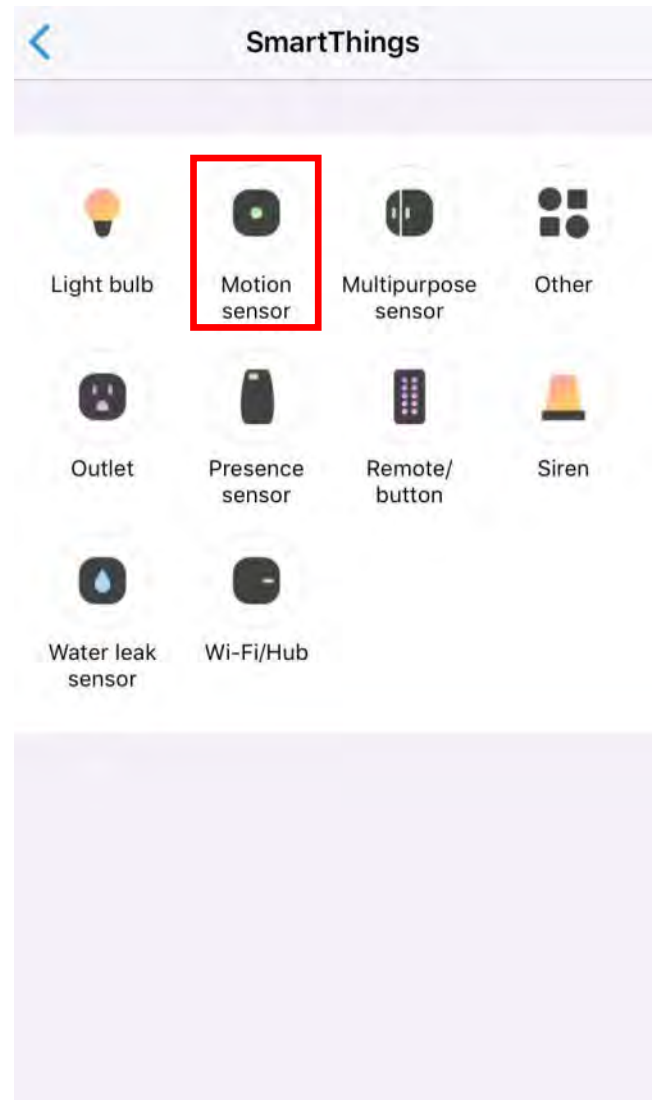 SmartThings
Light bulb
Motion
sensor
Multipurpose
sensor
Other
Outlet
Presence
sensor
Remote/
button
Siren
Water leak
sensor
Wi-Fi/Hub